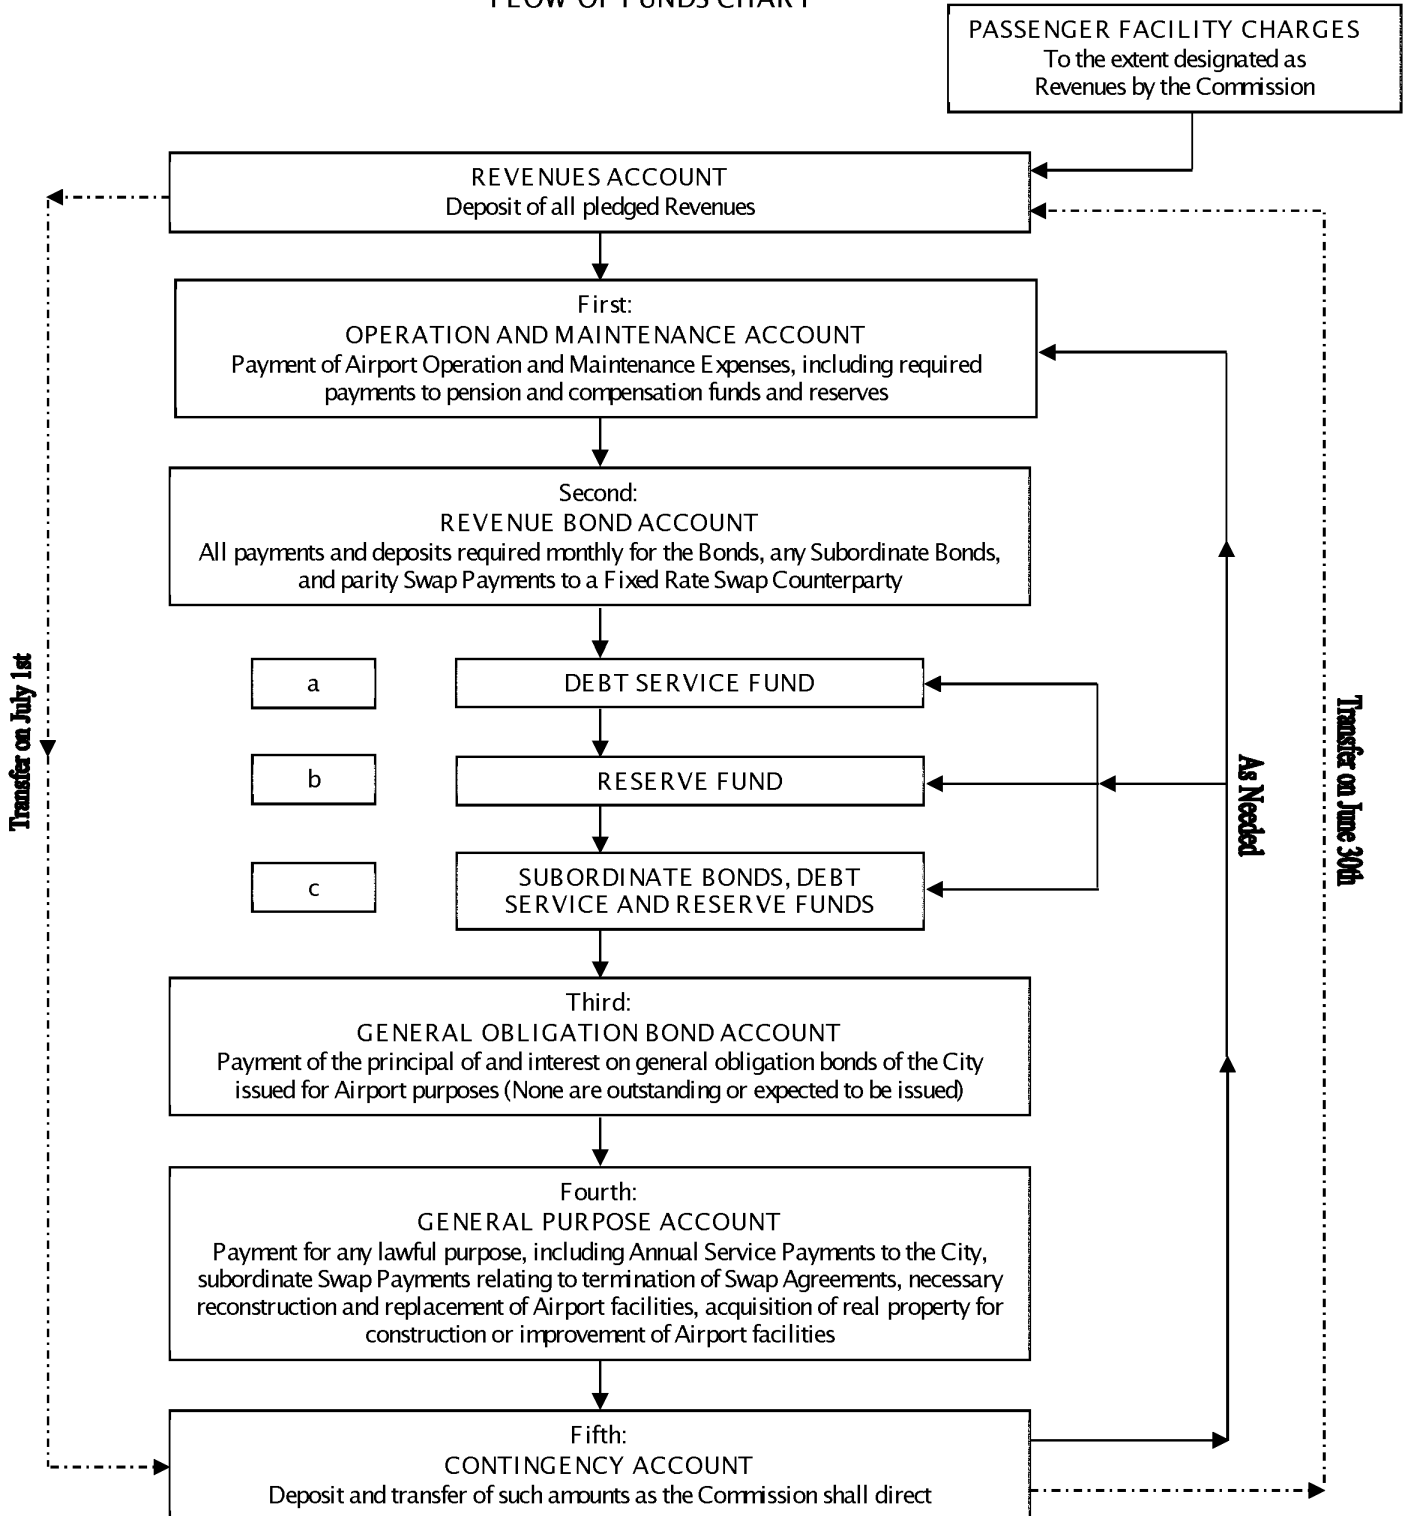 FLOW OF FUNDS CHART
PASSENGER FACILITY CHARGES
To the extent designated as
Revenues by the Commission
REVENUES ACCOUNT
Deposit of all pledged Revenues
First:
OPERATION AND MAINTENANCE ACCOUNT
Payment of Airport Operation and Maintenance Expenses, including required
payments to pension and compensation funds and reserves
Second:
REVENUE BOND ACCOUNT
All payments and deposits required monthly for the Bonds, any Subordinate Bonds,
and parity Swap Payments to a Fixed Rate Swap Counterparty
Transfer on July 1st
a
DEBT SERVICE FUND
b
RESERVE FUND
c
SUBORDINATE BONDS, DEBT
SERVICE AND RESERVE FUNDS
As Needed
Transfer on June 30th
Third:
GENERAL OBLIGATION BOND ACCOUNT
Payment of the principal of and interest on general obligation bonds of the City
issued for Airport purposes (None are outstanding or expected to be issued)
Fourth:
GENERAL PURPOSE ACCOUNT
Payment for any lawful purpose, including Annual Service Payments to the City,
subordinate Swap Payments relating to termination of Swap Agreements, necessary
reconstruction and replacement of Airport facilities, acquisition of real property for
construction or improvement of Airport facilities
Fifth:
CONTINGENCY ACCOUNT
Deposit and transfer of such amounts as the Commission shall direct